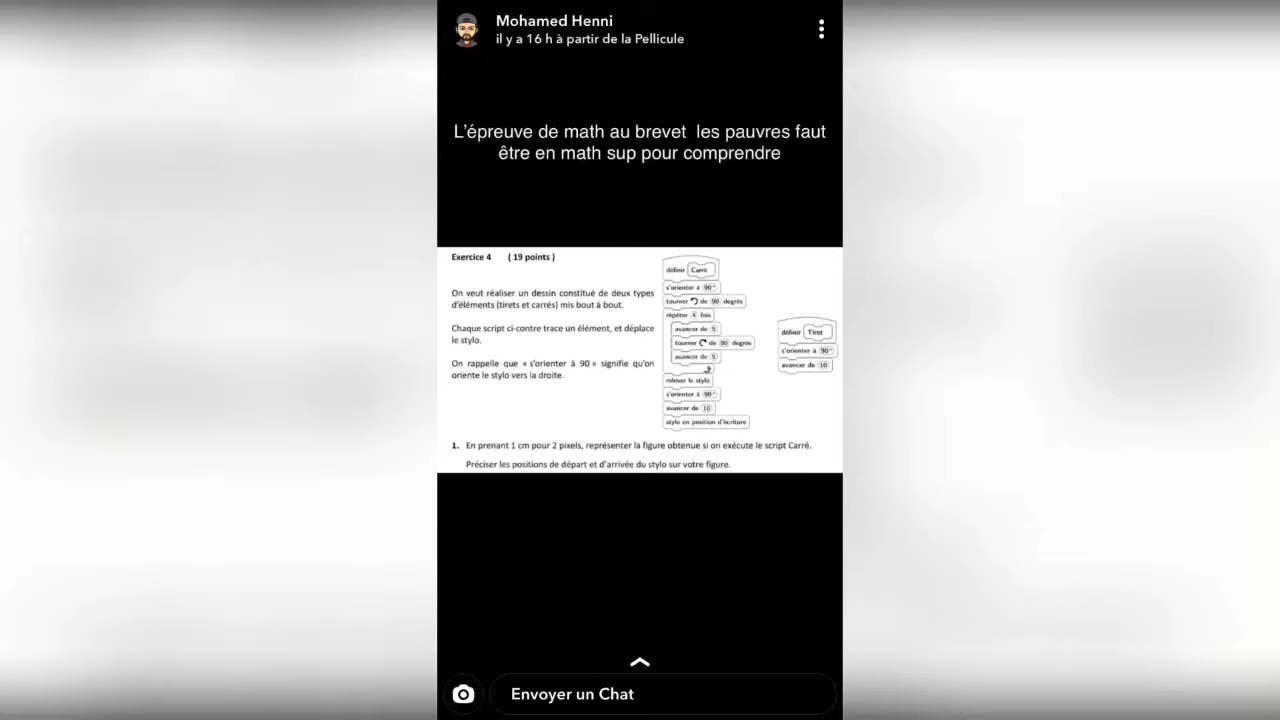 Mohamed Henni
il y a 16 h à partir de la Pellicule
L'épreuve de math au brevet les pauvres faut
être en math sup pour comprendre
Exercice 4 ( 19 points )
On veut réaliser un dessin constitué de deux types
d'éléments (tirets et carrés) mis bout à bout.
Chaque script ci-contre trace un élément, et déplace
le stylo.
On rappelle que « s'orienter à 90 » signifie qu'on
oriente le stylo vers la droite.
définir Carré
s'orienter à 90
tourner de 90 degrés
répéter 4 fois
avancer de 5
tourner de 90 degrés
avancer de 5
relever le stylo
s'orienter à 90
avancer de 10
stylo en position d'écriture
définir Tiret
s'orienter à 90
avancer de 10
1. En prenant 1 cm pour 2 pixels, représenter la figure obtenue si on exécute le script Carré.
Préciser les positions de départ et d'arrivée du stylo sur votre figure.
Envoyer un Chat